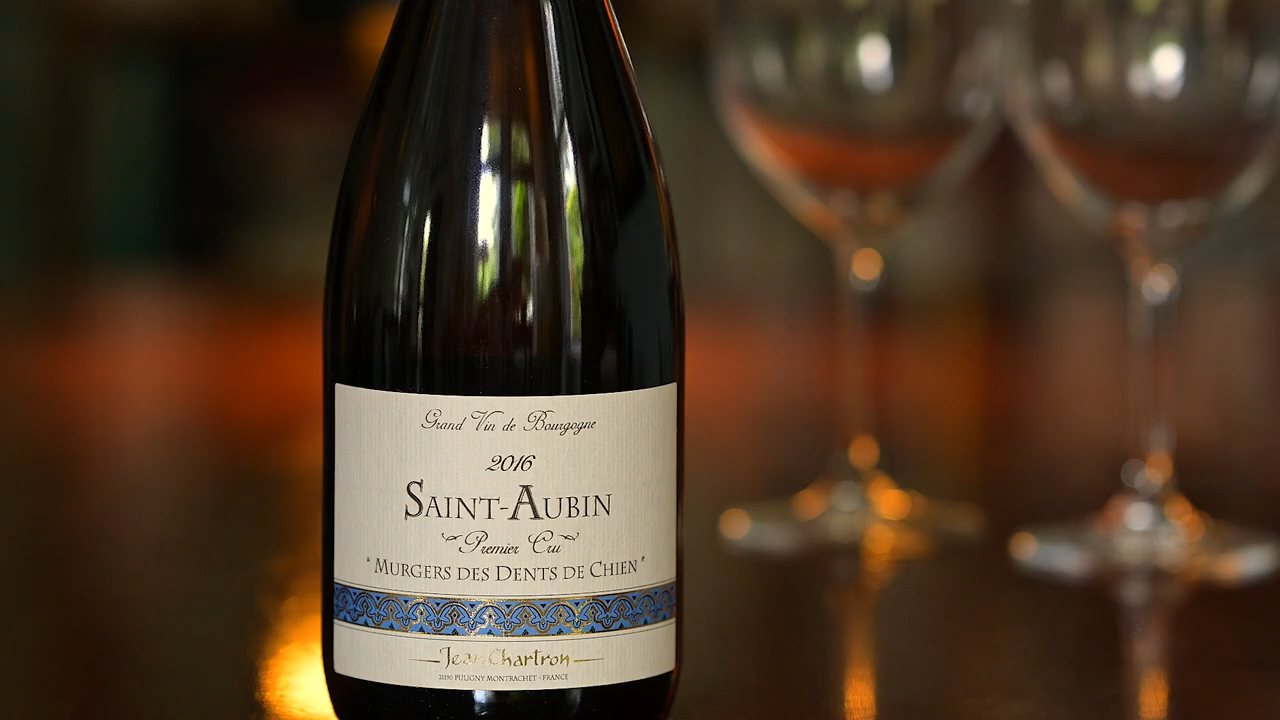 Grand Vin de Bourgogne
2016
SAINT-AUBIN
Premier Cru
"MURGERS DES DENTS DE CHIEN"
Jean Chartron
21190 PULIGNY MONTRACHET - FRANCE